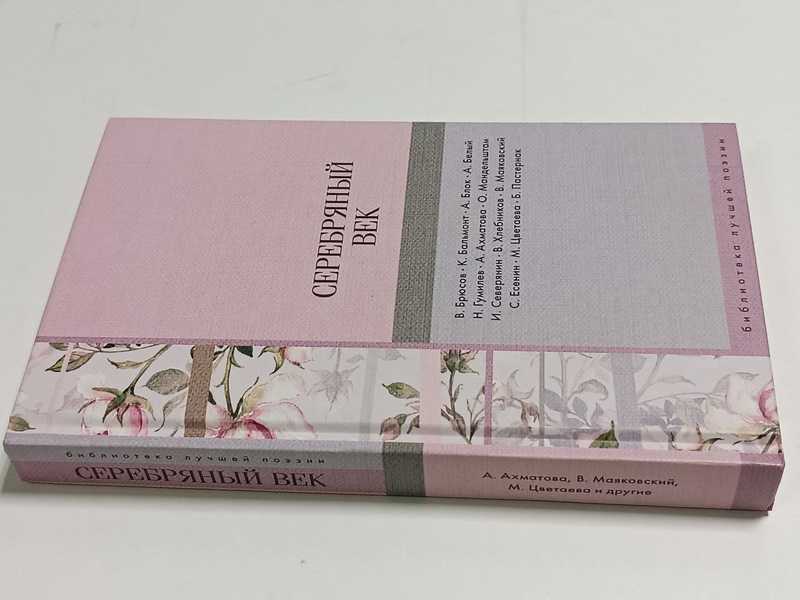 СЕРЕБРЯНЫЙ
ВЕК
В. Брюсов · К. Бальмонт · А. Блок · А. Белый
Н. Гумилев · А. Ахматова · О. Мандельштам
И. Северянин · В. Хлебников · В. Маяковский
С. Есенин · М. Цветаева · Б. Пастернак
библиотека лучшей поэзии
библиотека лучшей поэзии
СЕРЕБРЯНЫЙ ВЕК
А. Ахматова, В. Маяковский,
М. Цветаева и другие